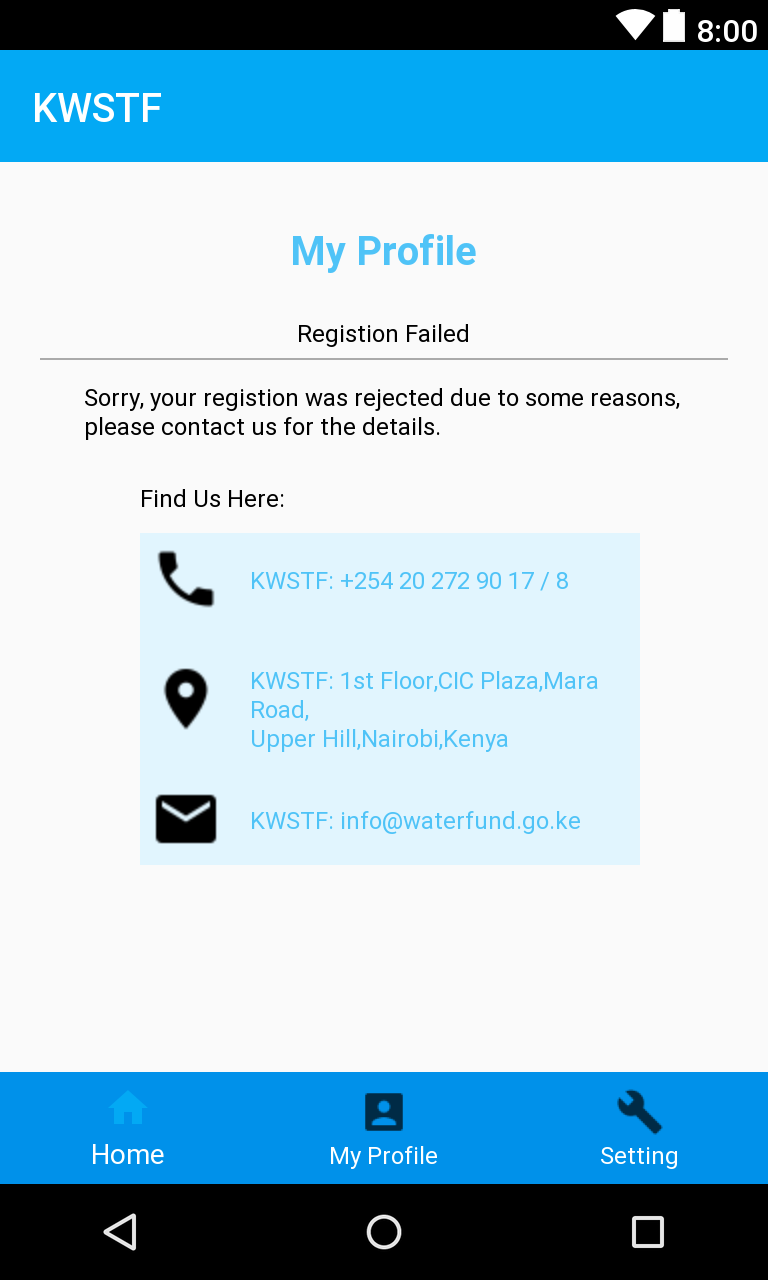 8:00
KWSTF
My Profile
Registion Failed
Sorry, your registion was rejected due to some reasons,
please contact us for the details.
Find Us Here:
KWSTF: +254 20 272 90 17 / 8
KWSTF: 1st Floor,CIC Plaza,Mara
Road,
Upper Hill,Nairobi,Kenya
KWSTF: info@waterfund.go.ke
Home
My Profile
Setting